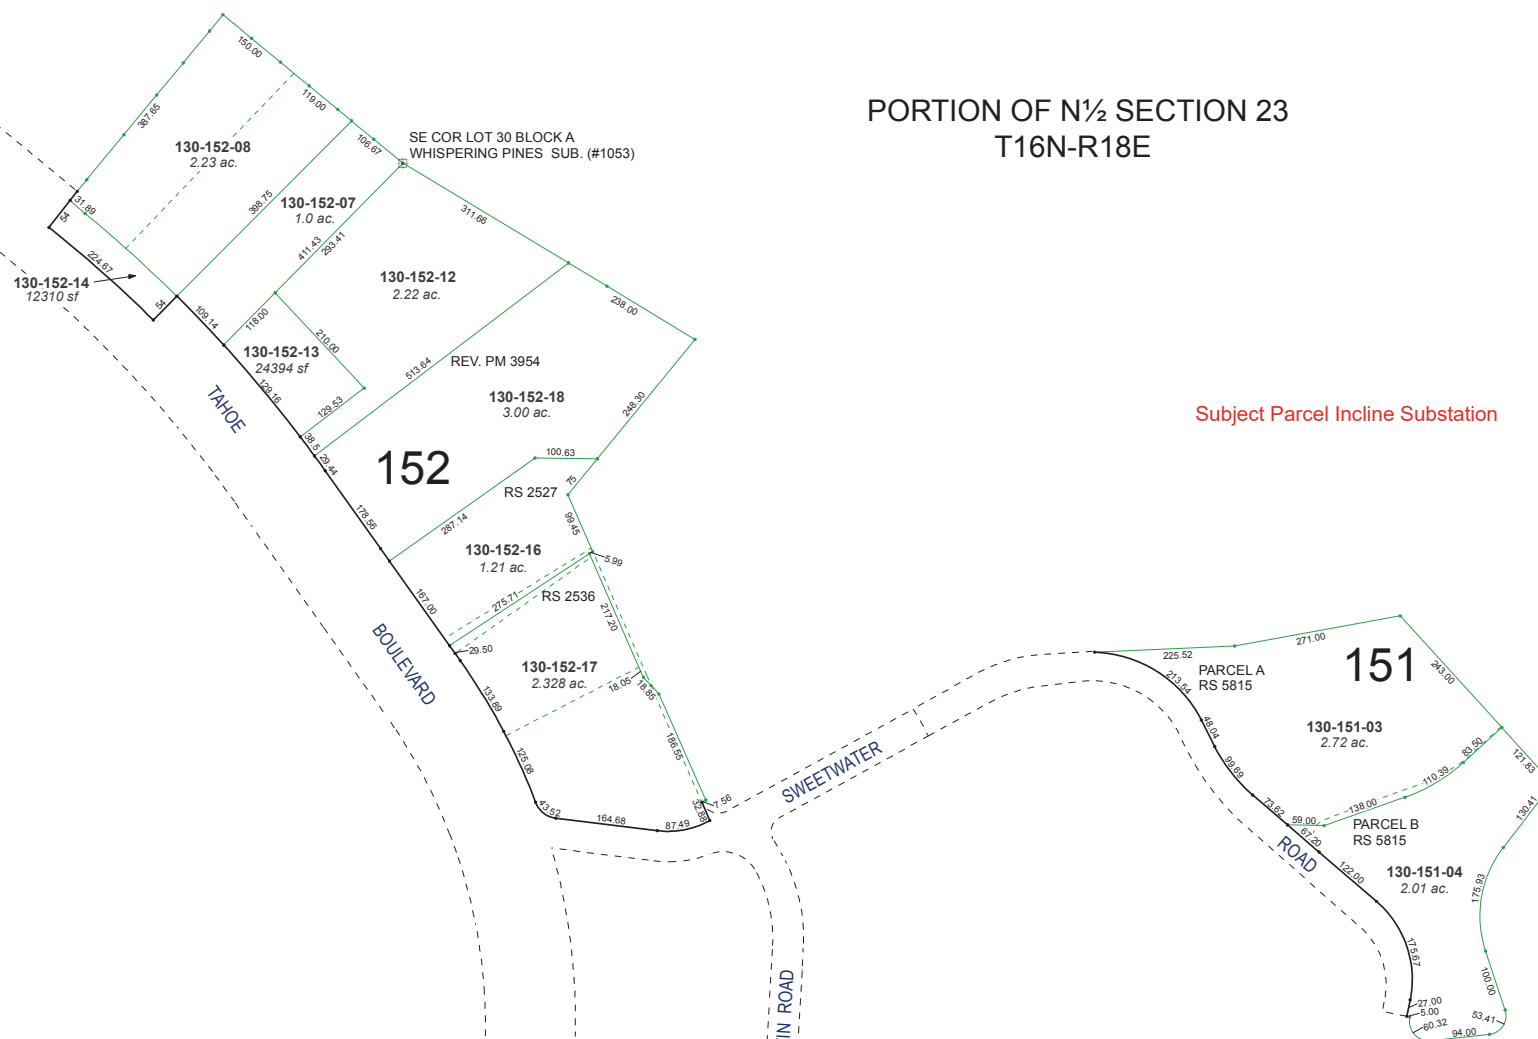 PORTION OF N½ SECTION 23
T16N-R18E
SE COR LOT 30 BLOCK A
WHISPERING PINES SUB. (#1053)
150.00
119.00
106.67
387.65
130-152-08
2.23 ac.
31.89
54
224.67
130-152-14
12310 sf
54
398.75
130-152-07
1.0 ac.
411.43
293.41
311.66
130-152-12
2.22 ac.
109.14
118.00
210.00
130-152-13
24394 sf
129.16
129.53
238.00
513.64
REV. PM 3954
130-152-18
3.00 ac.
248.30
Subject Parcel Incline Substation
TAHOE
38.5
29.44
152
100.63
75
RS 2527
178.56
287.14
99.45
130-152-16
1.21 ac.
5.99
167.00
275.71
RS 2536
217.20
BOULEVARD
29.50
130-152-17
2.328 ac.
18.05
18.85
133.89
125.08
186.55
43.52
164.68
87.49
32.88
7.56
SWEETWATER
225.52
271.00
PARCEL A
RS 5815
151
243.00
213.54
48.04
130-151-03
2.72 ac.
99.69
73.62
59.00
138.00
110.39
83.50
121.83
130.41
PARCEL B
RS 5815
67.20
ROAD
122.00
130-151-04
2.01 ac.
175.93
175.67
100.00
27.00
5.00
60.32
94.00
53.41
IN ROAD